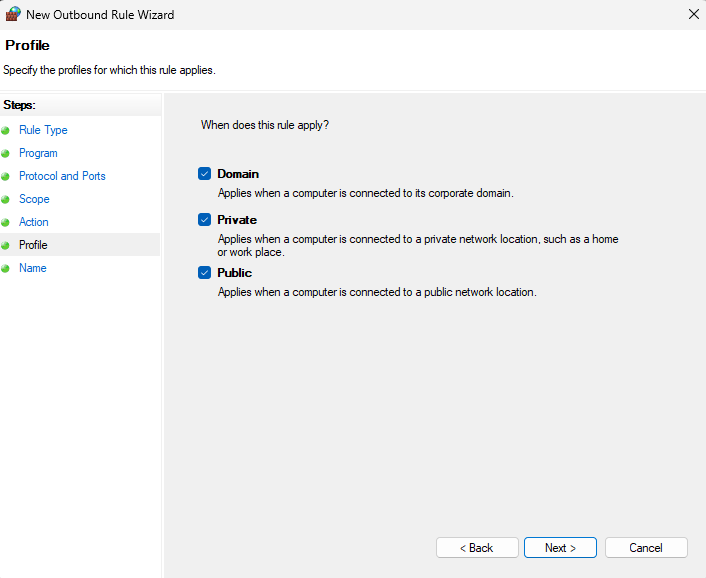 New Outbound Rule Wizard
Profile
Specify the profiles for which this rule applies.
Steps:
Rule Type
Program
Protocol and Ports
Scope
Action
Profile
Name
When does this rule apply?
Domain
Applies when a computer is connected to its corporate domain.
Private
Applies when a computer is connected to a private network location, such as a home
or work place.
Public
Applies when a computer is connected to a public network location.
< Back
Next >
Cancel